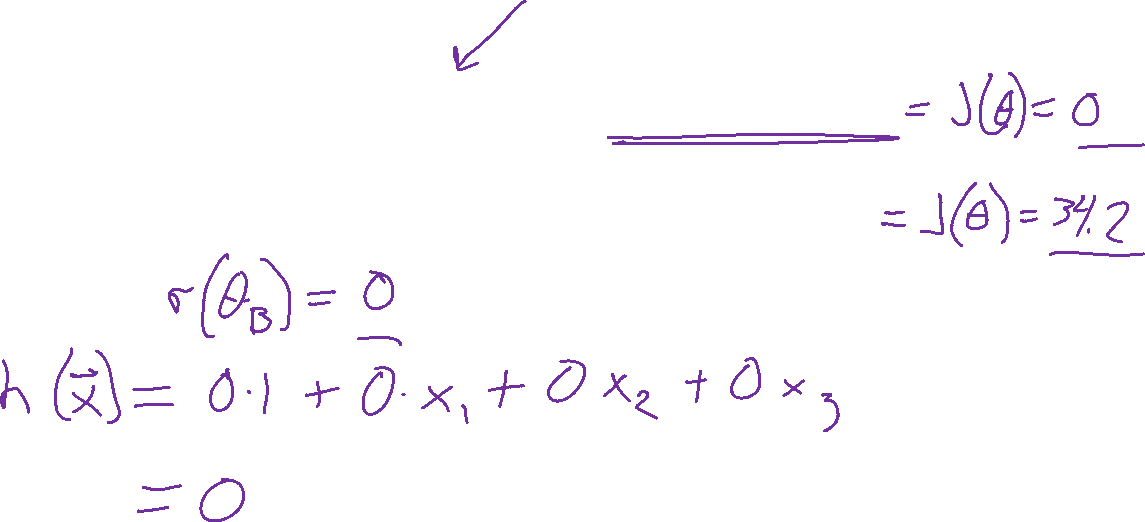 = J(θ) = 0
= J(θ) = 34.2
r(θ_B) = 0
h(x⃗) = 0·1 + 0·x₁ + 0x₂ + 0x₃
= 0